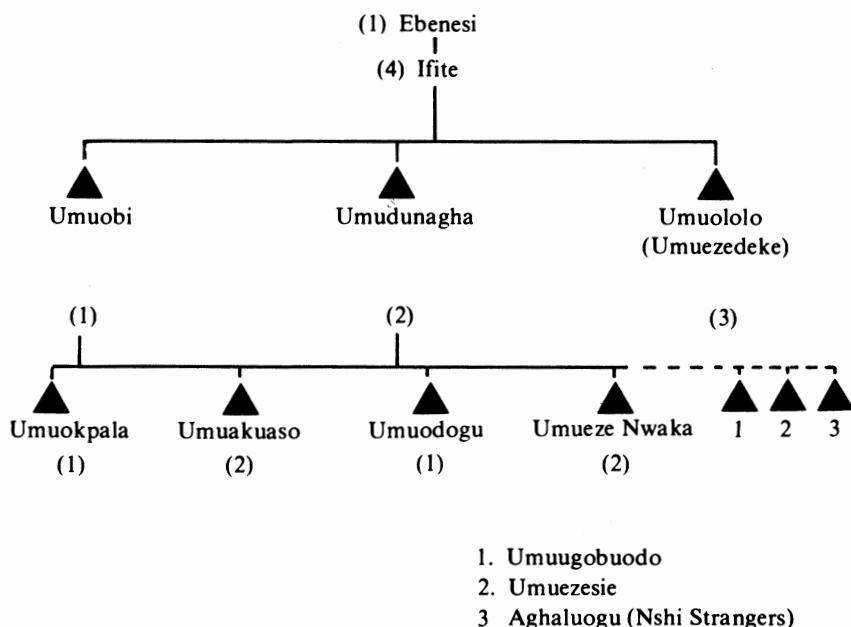 (1) Ebenesi
(4) Ifite
Umuobi Umudunagha Umuololo
(Umuezedeke)
(1) (2) (3)
Umuokpala Umuakuaso Umuodogu Umueze Nwaka 1 2 3
(1) (2) (1) (2)
1. Umuugobuodo
2. Umuezesie
3 Aghaluogu (Nshi Strangers)